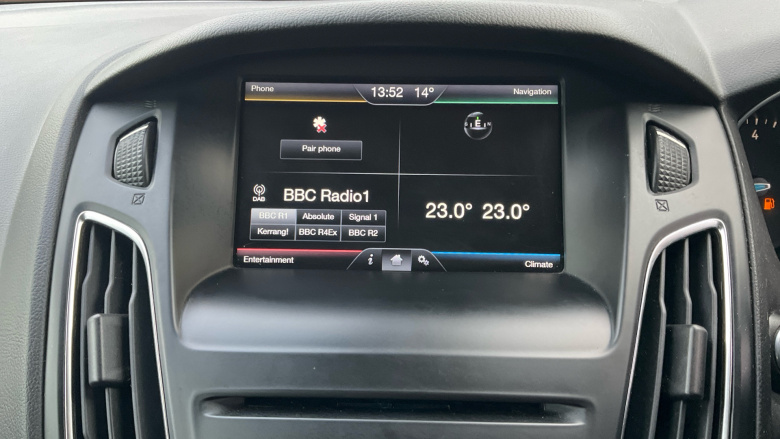 Phone 13:52 14° Navigation
E N
Pair phone
DAB BBC Radio1
BBC R1 Absolute Signal 1
Kerrang! BBC R4Ex BBC R2
23.0° 23.0°
Entertainment i Climate
4